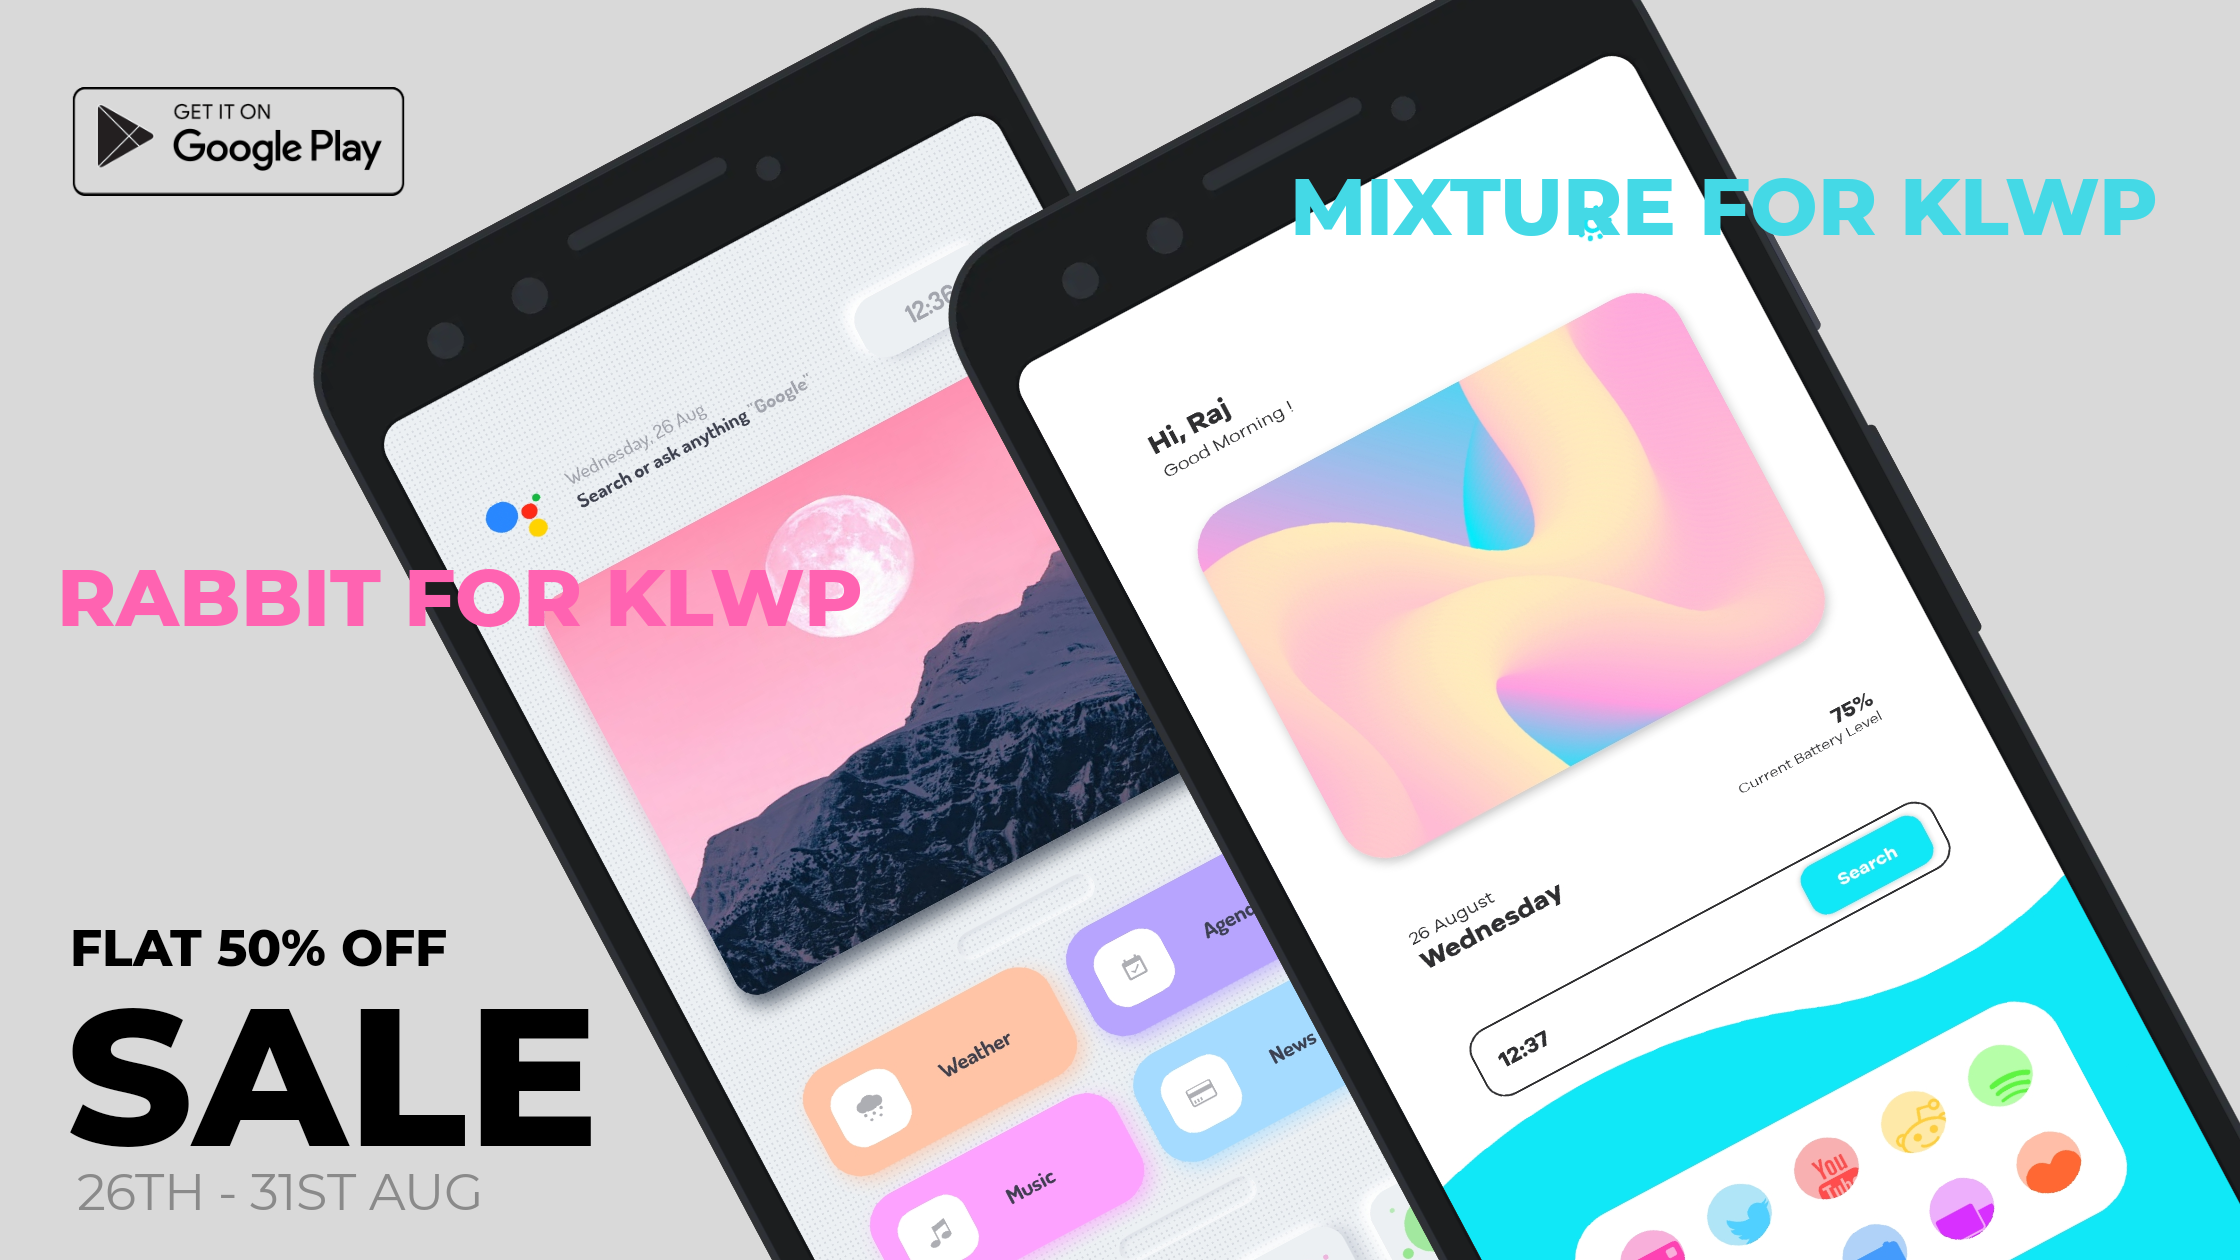 GET IT ON
Google Play
MIXTURE FOR KLWP
RABBIT FOR KLWP
FLAT 50% OFF
SALE
26TH - 31ST AUG
12:36
Wednesday, 26 Aug
Search or ask anything "Google"
Weather
Music
News
Hi, Raj
Good Morning !
75%
Current Battery Level
26 August
Wednesday
Search
12:37
You